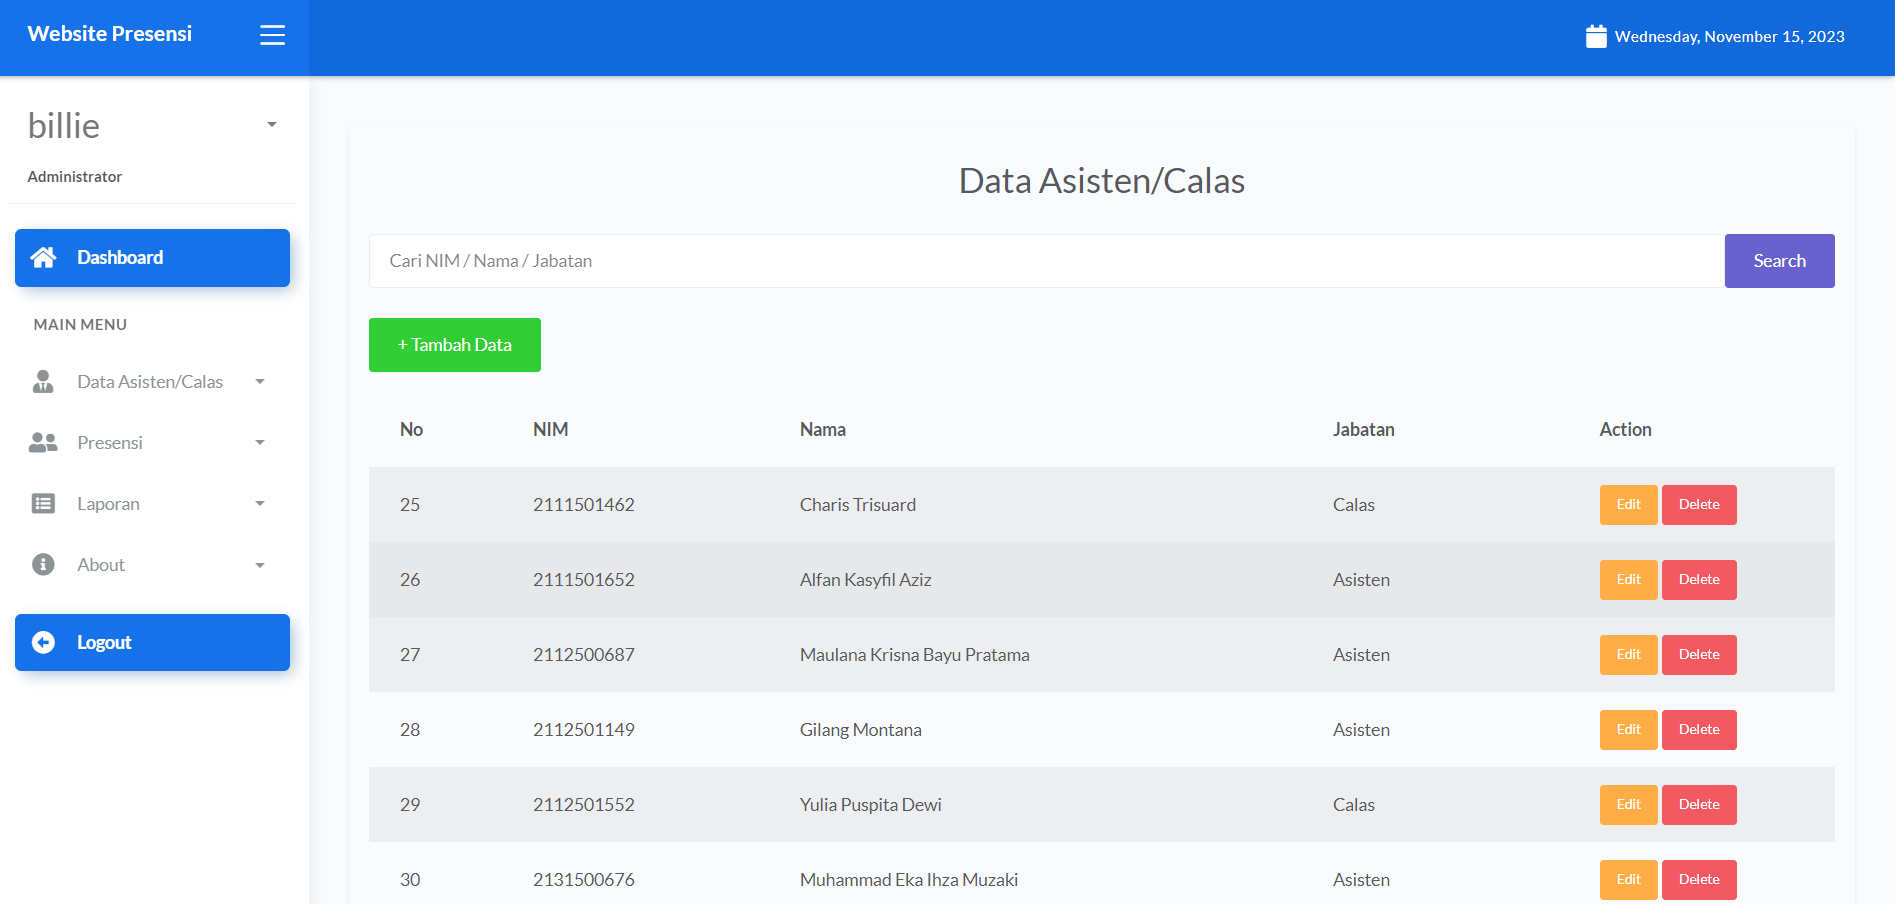 Website Presensi
Wednesday, November 15, 2023
billie
Administrator
Dashboard
MAIN MENU
Data Asisten/Calas
Presensi
Laporan
About
Logout
Data Asisten/Calas
Cari NIM / Nama / Jabatan
Search
+ Tambah Data
No NIM Nama Jabatan Action
25 2111501462 Charis Trisuard Calas Edit Delete
26 2111501652 Alfan Kasyfil Aziz Asisten Edit Delete
27 2112500687 Maulana Krisna Bayu Pratama Asisten Edit Delete
28 2112501149 Gilang Montana Asisten Edit Delete
29 2112501552 Yulia Puspita Dewi Calas Edit Delete
30 2131500676 Muhammad Eka Ihza Muzaki Asisten Edit Delete